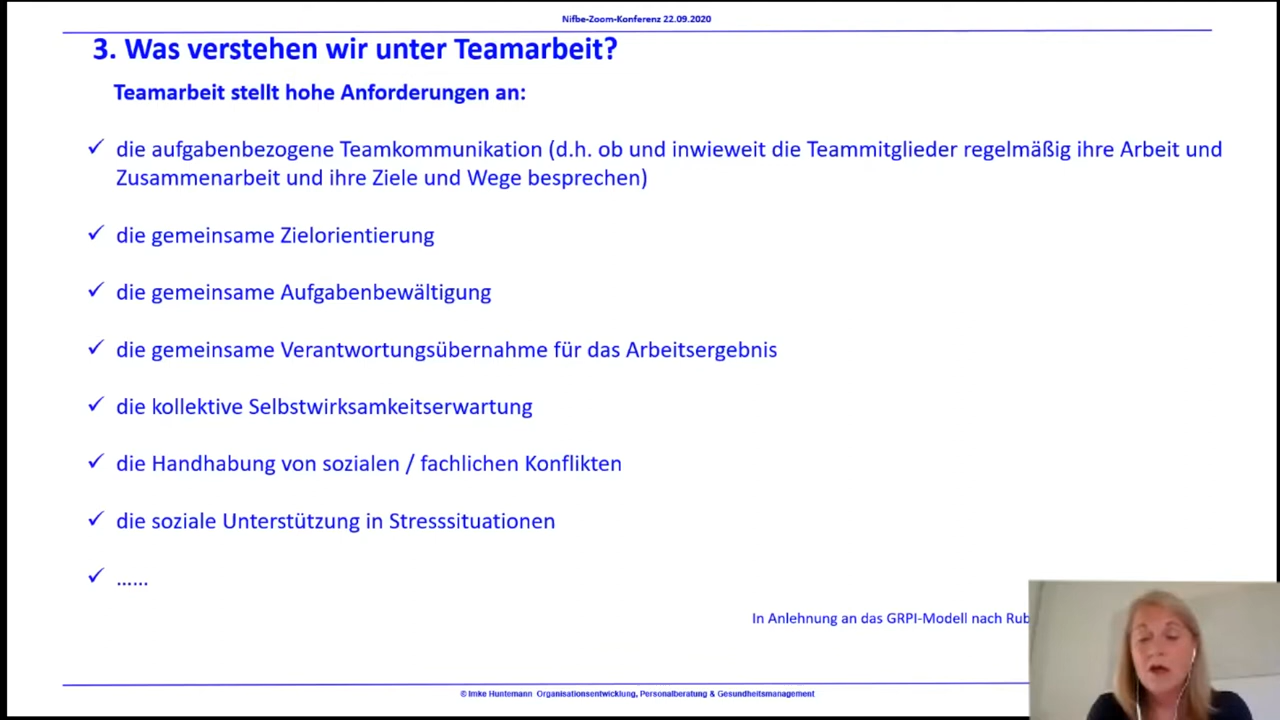 Nifbe-Zoom-Konferenz 22.09.2020
3. Was verstehen wir unter Teamarbeit?
Teamarbeit stellt hohe Anforderungen an:
✓ die aufgabenbezogene Teamkommunikation (d.h. ob und inwieweit die Teammitglieder regelmäßig ihre Arbeit und
Zusammenarbeit und ihre Ziele und Wege besprechen)
✓ die gemeinsame Zielorientierung
✓ die gemeinsame Aufgabenbewältigung
✓ die gemeinsame Verantwortungsübernahme für das Arbeitsergebnis
✓ die kollektive Selbstwirksamkeitserwartung
✓ die Handhabung von sozialen / fachlichen Konflikten
✓ die soziale Unterstützung in Stresssituationen
✓ ......
In Anlehnung an das GRPI-Modell nach
© Imke Huntemann Organisationsentwicklung, Personalberatung & Gesundheitsmanagement